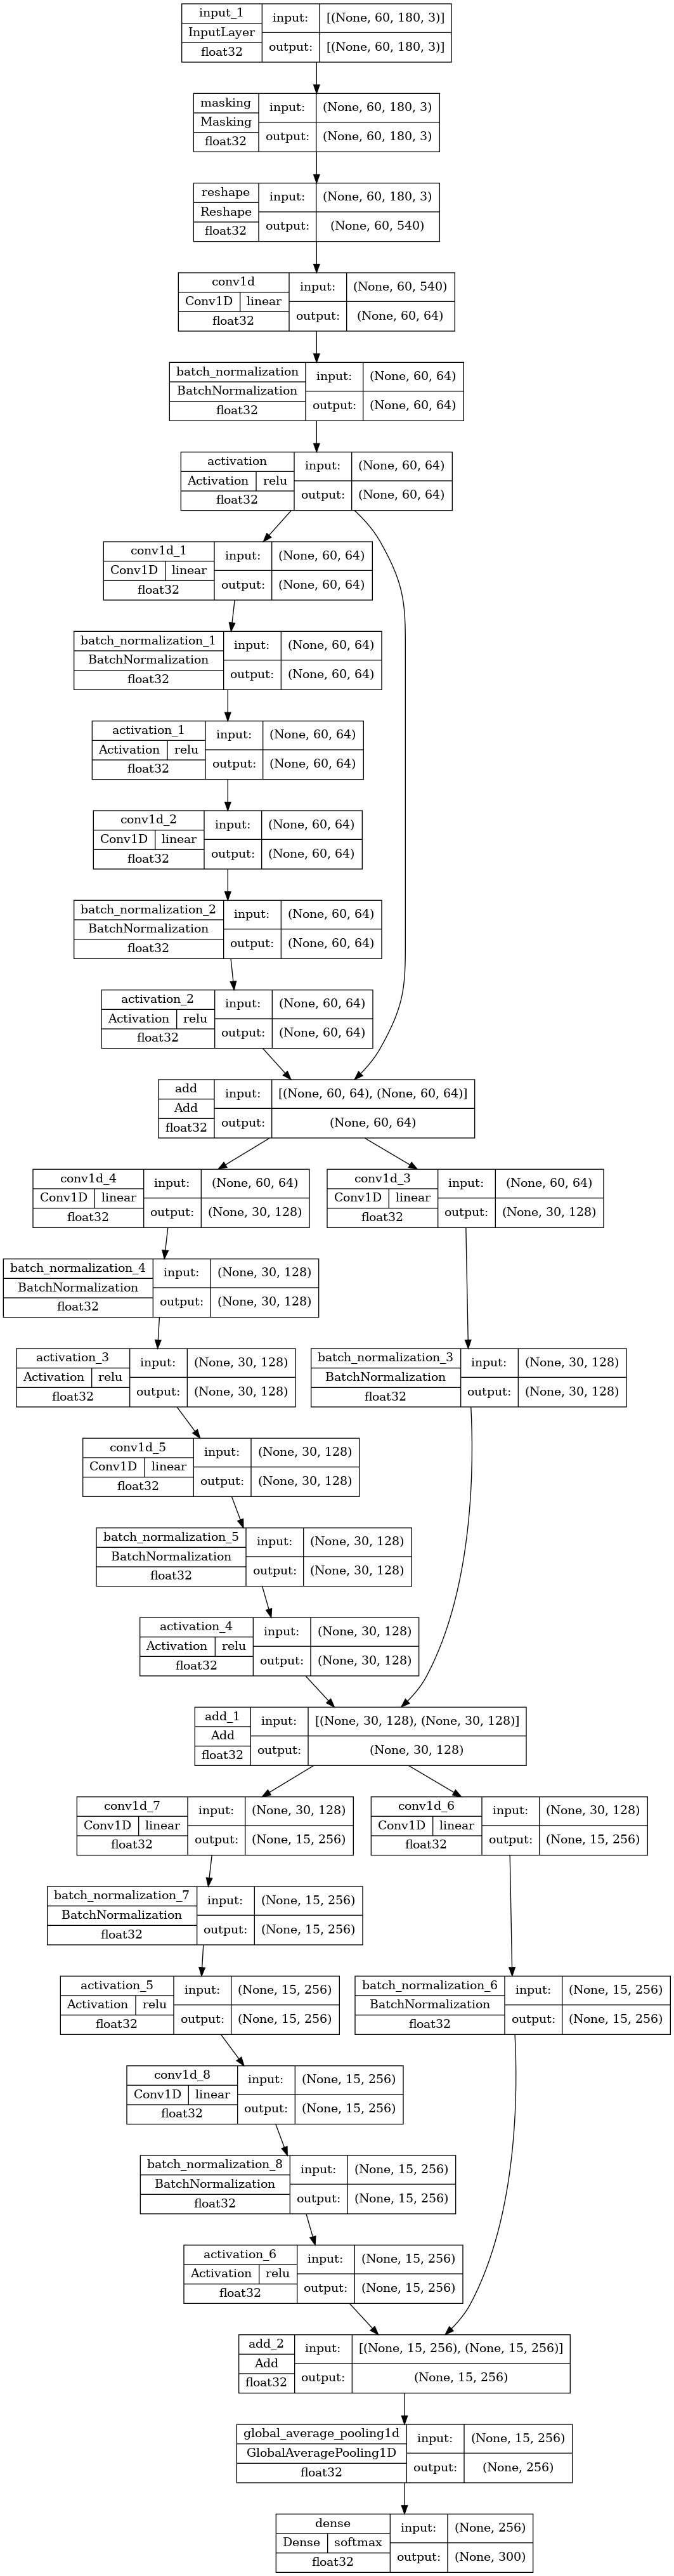 input_1
InputLayer
float32
input:
[(None, 60, 180, 3)]
output:
[(None, 60, 180, 3)]
masking
Masking
float32
input:
(None, 60, 180, 3)
output:
(None, 60, 180, 3)
reshape
Reshape
float32
input:
(None, 60, 180, 3)
output:
(None, 60, 540)
conv1d
Conv1D linear
float32
input:
(None, 60, 540)
output:
(None, 60, 64)
batch_normalization
BatchNormalization
float32
input:
(None, 60, 64)
output:
(None, 60, 64)
activation
Activation relu
float32
input:
(None, 60, 64)
output:
(None, 60, 64)
conv1d_1
Conv1D linear
float32
input:
(None, 60, 64)
output:
(None, 60, 64)
batch_normalization_1
BatchNormalization
float32
input:
(None, 60, 64)
output:
(None, 60, 64)
activation_1
Activation relu
float32
input:
(None, 60, 64)
output:
(None, 60, 64)
conv1d_2
Conv1D linear
float32
input:
(None, 60, 64)
output:
(None, 60, 64)
batch_normalization_2
BatchNormalization
float32
input:
(None, 60, 64)
output:
(None, 60, 64)
activation_2
Activation relu
float32
input:
(None, 60, 64)
output:
(None, 60, 64)
add
Add
float32
input:
[(None, 60, 64), (None, 60, 64)]
output:
(None, 60, 64)
conv1d_4
Conv1D linear
float32
input:
(None, 60, 64)
output:
(None, 30, 128)
conv1d_3
Conv1D linear
float32
input:
(None, 60, 64)
output:
(None, 30, 128)
batch_normalization_4
BatchNormalization
float32
input:
(None, 30, 128)
output:
(None, 30, 128)
activation_3
Activation relu
float32
input:
(None, 30, 128)
output:
(None, 30, 128)
batch_normalization_3
BatchNormalization
float32
input:
(None, 30, 128)
output:
(None, 30, 128)
conv1d_5
Conv1D linear
float32
input:
(None, 30, 128)
output:
(None, 30, 128)
batch_normalization_5
BatchNormalization
float32
input:
(None, 30, 128)
output:
(None, 30, 128)
activation_4
Activation relu
float32
input:
(None, 30, 128)
output:
(None, 30, 128)
add_1
Add
float32
input:
[(None, 30, 128), (None, 30, 128)]
output:
(None, 30, 128)
conv1d_7
Conv1D linear
float32
input:
(None, 30, 128)
output:
(None, 15, 256)
conv1d_6
Conv1D linear
float32
input:
(None, 30, 128)
output:
(None, 15, 256)
batch_normalization_7
BatchNormalization
float32
input:
(None, 15, 256)
output:
(None, 15, 256)
activation_5
Activation relu
float32
input:
(None, 15, 256)
output:
(None, 15, 256)
batch_normalization_6
BatchNormalization
float32
input:
(None, 15, 256)
output:
(None, 15, 256)
conv1d_8
Conv1D linear
float32
input:
(None, 15, 256)
output:
(None, 15, 256)
batch_normalization_8
BatchNormalization
float32
input:
(None, 15, 256)
output:
(None, 15, 256)
activation_6
Activation relu
float32
input:
(None, 15, 256)
output:
(None, 15, 256)
add_2
Add
float32
input:
[(None, 15, 256), (None, 15, 256)]
output:
(None, 15, 256)
global_average_pooling1d
GlobalAveragePooling1D
float32
input:
(None, 15, 256)
output:
(None, 256)
dense
Dense softmax
float32
input:
(None, 256)
output:
(None, 300)